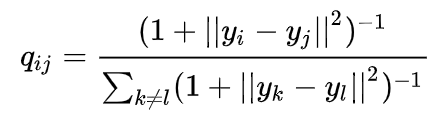 q_{ij} = \frac{(1 + ||y_i - y_j||^2)^{-1}}{\sum_{k \neq l}(1 + ||y_k - y_l||^2)^{-1}}